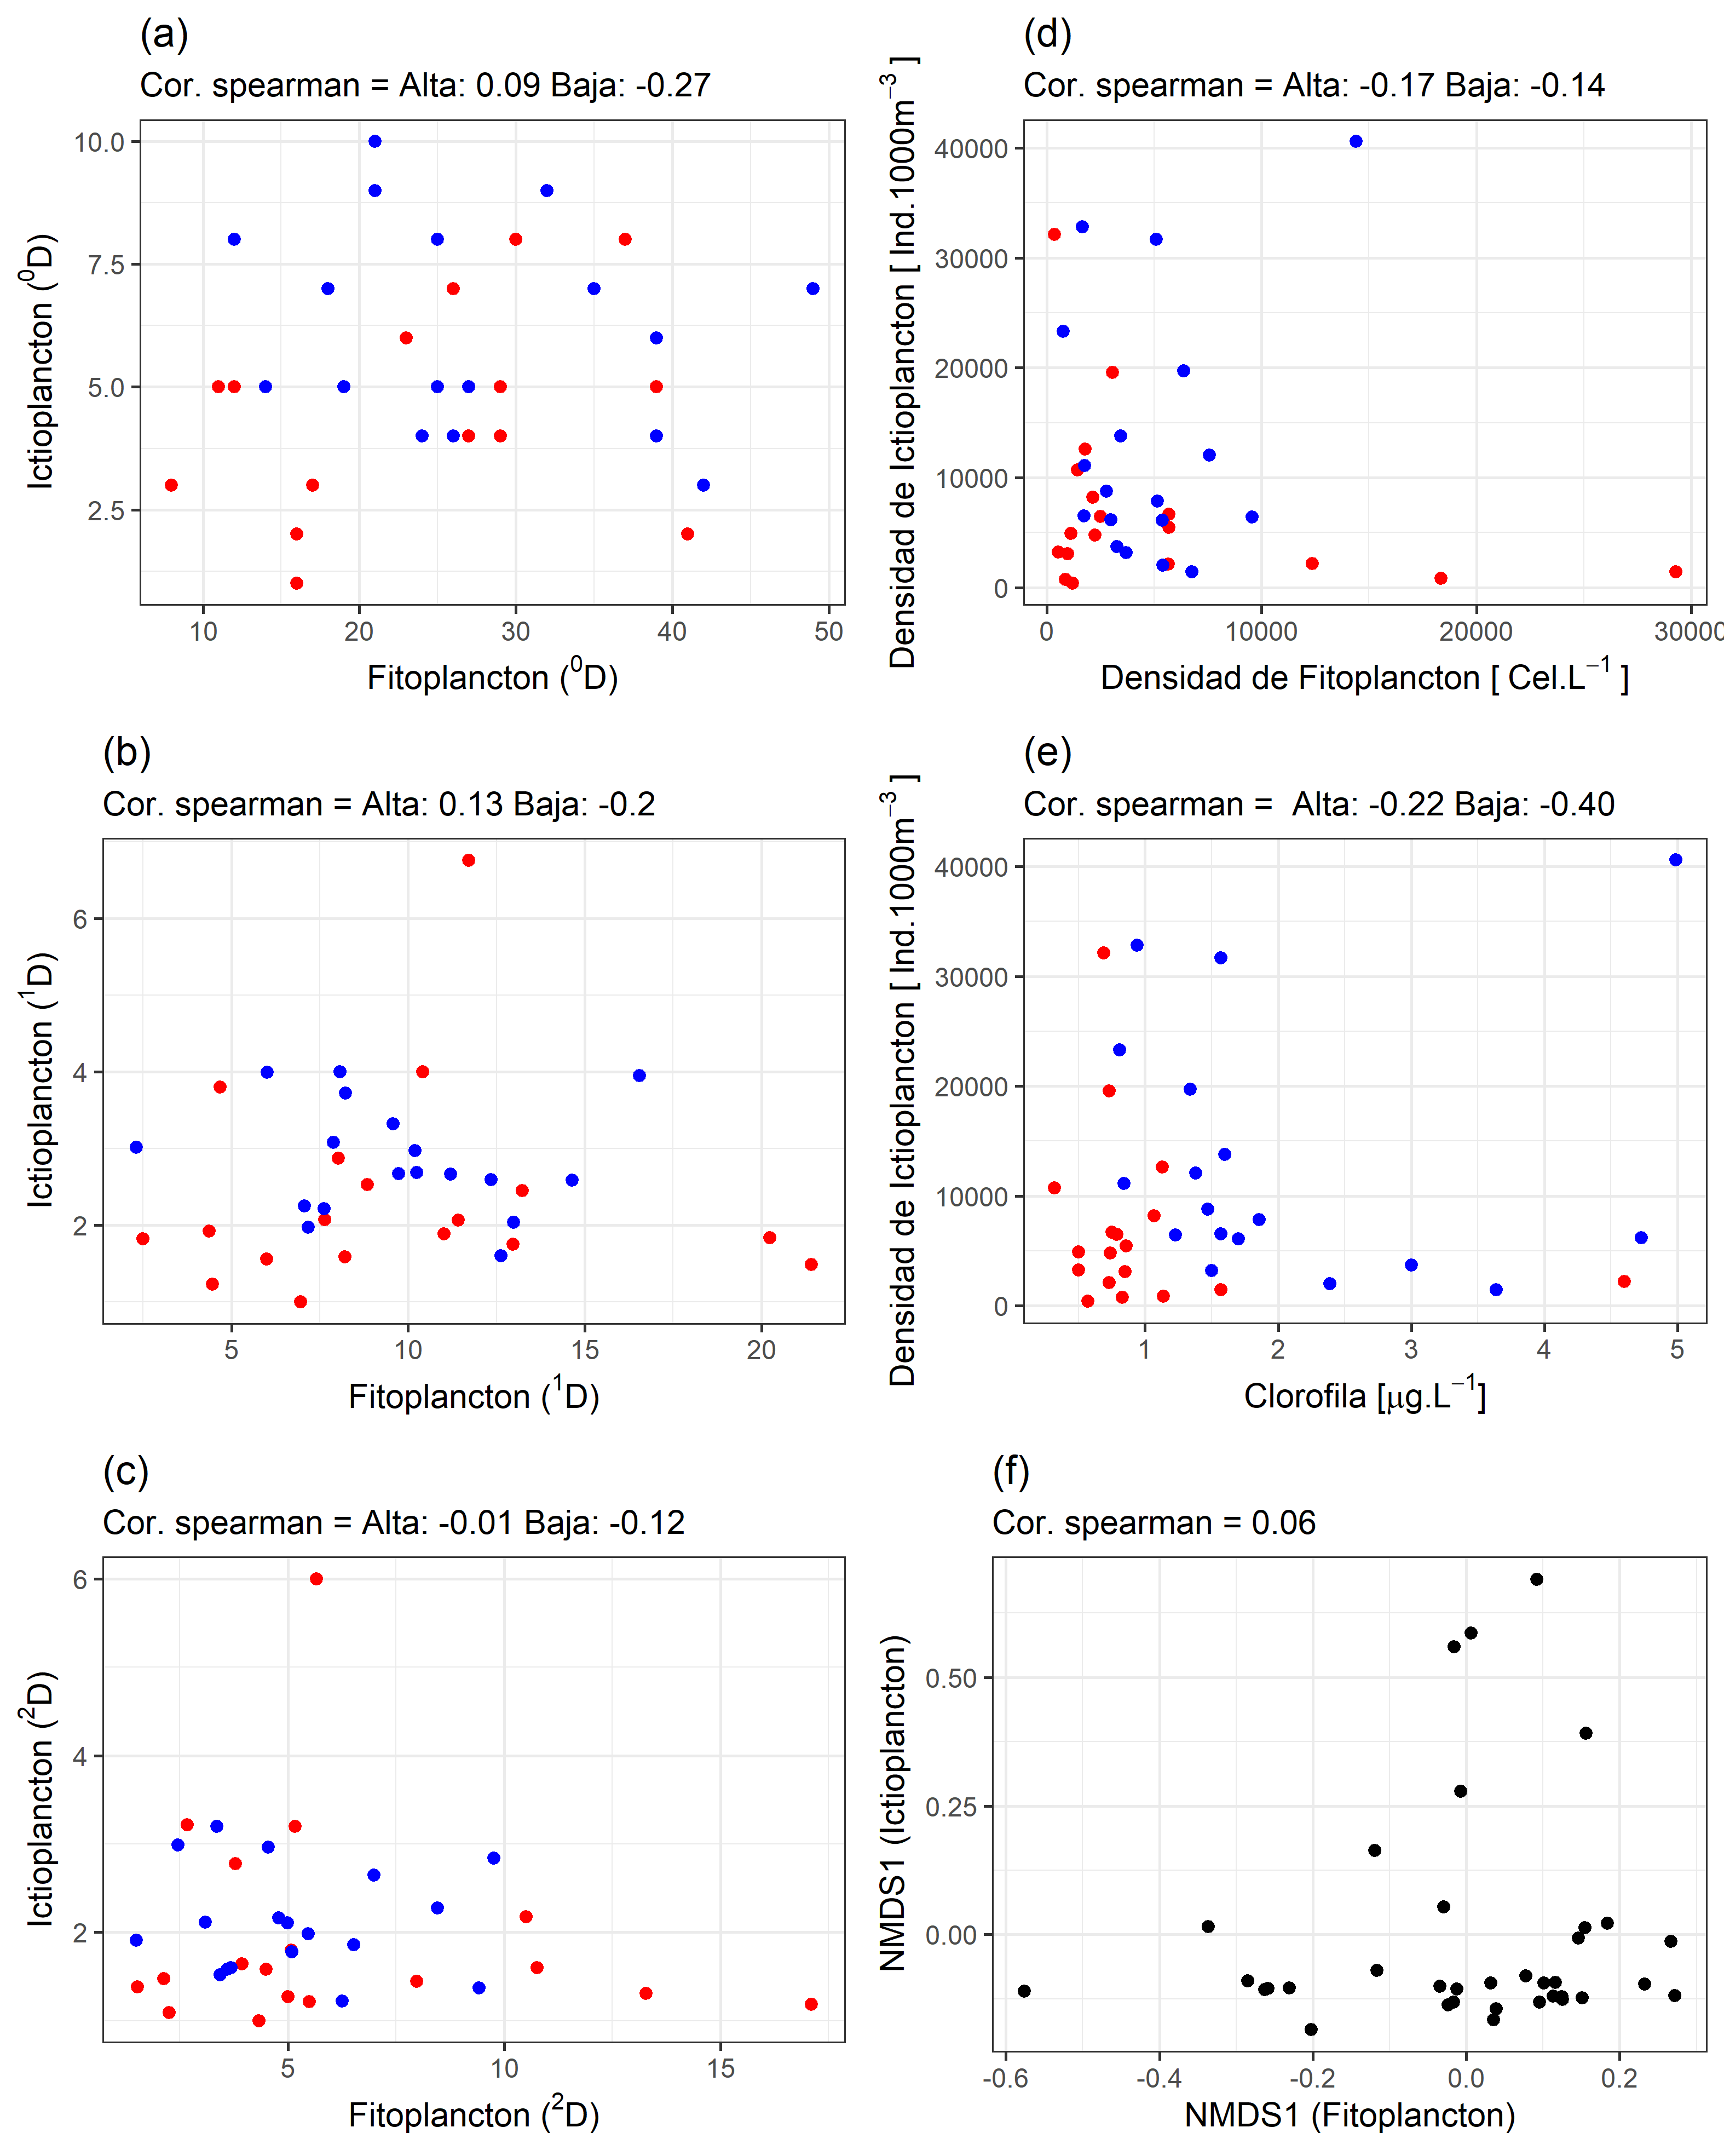 (a)
Cor. spearman = Alta: 0.09 Baja: -0.27
Ictioplancton (⁰D)
10.0
7.5
5.0
2.5
10 20 30 40 50
Fitoplancton (⁰D)
(d)
Cor. spearman = Alta: -0.17 Baja: -0.14
Densidad de Ictioplancton [ Ind.1000m⁻³ ]
40000
30000
20000
10000
0
0 10000 20000 30000
Densidad de Fitoplancton [ Cel.L⁻¹ ]
(b)
Cor. spearman = Alta: 0.13 Baja: -0.2
Ictioplancton (¹D)
6
4
2
5 10 15 20
Fitoplancton (¹D)
(e)
Cor. spearman = Alta: -0.22 Baja: -0.40
Densidad de Ictioplancton [ Ind.1000m⁻³ ]
40000
30000
20000
10000
0
1 2 3 4 5
Clorofila [μg.L⁻¹]
(c)
Cor. spearman = Alta: -0.01 Baja: -0.12
Ictioplancton (²D)
6
4
2
5 10 15
Fitoplancton (²D)
(f)
Cor. spearman = 0.06
NMDS1 (Ictioplancton)
0.50
0.25
0.00
-0.6 -0.4 -0.2 0.0 0.2
NMDS1 (Fitoplancton)